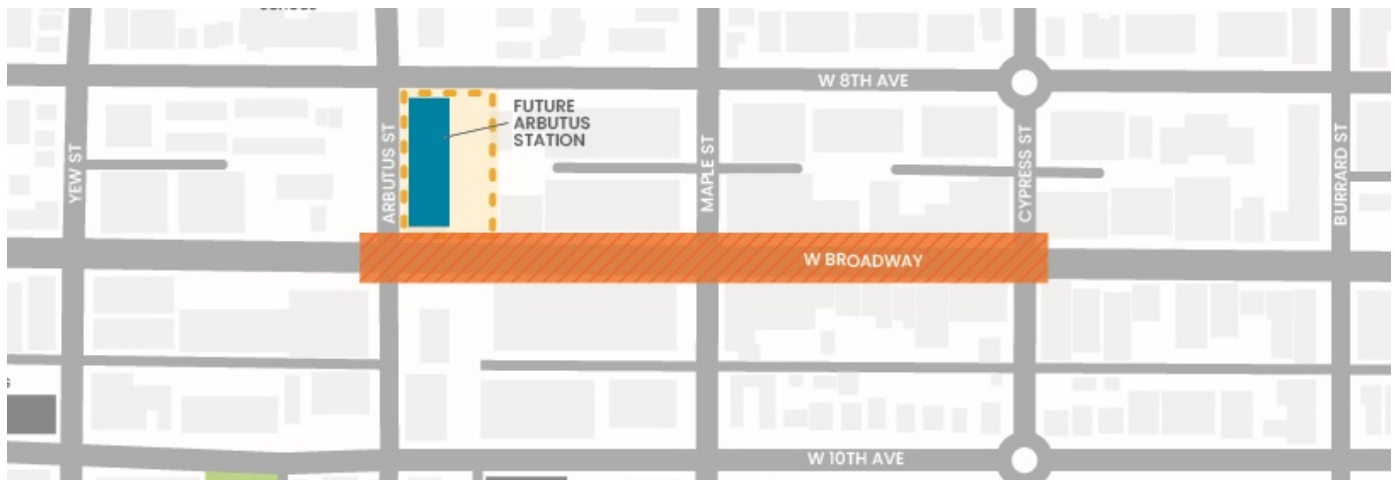 W 8TH AVE
FUTURE
ARBUTUS
STATION
YEW ST
ARBUTUS ST
MAPLE ST
CYPRESS ST
BURRARD ST
W BROADWAY
W 10TH AVE